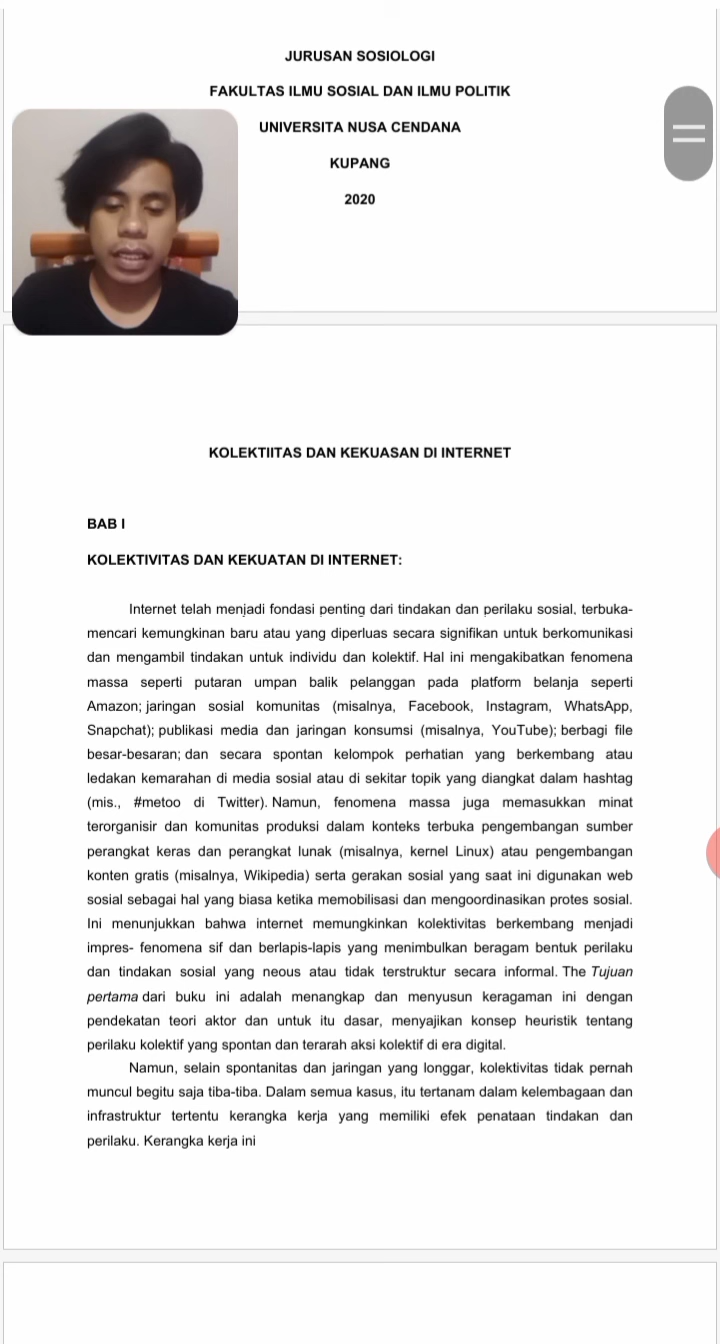 JURUSAN SOSIOLOGI
FAKULTAS ILMU SOSIAL DAN ILMU POLITIK
UNIVERSITA NUSA CENDANA
KUPANG
2020
KOLEKTIITAS DAN KEKUASAN DI INTERNET
BAB I
KOLEKTIVITAS DAN KEKUATAN DI INTERNET:
Internet telah menjadi fondasi penting dari tindakan dan perilaku sosial, terbuka-
mencari kemungkinan baru atau yang diperluas secara signifikan untuk berkomunikasi
dan mengambil tindakan untuk individu dan kolektif. Hal ini mengakibatkan fenomena
massa seperti putaran umpan balik pelanggan pada platform belanja seperti
Amazon; jaringan sosial komunitas (misalnya, Facebook, Instagram, WhatsApp,
Snapchat); publikasi media dan jaringan konsumsi (misalnya, YouTube); berbagi file
besar-besaran; dan secara spontan kelompok perhatian yang berkembang atau
ledakan kemarahan di media sosial atau di sekitar topik yang diangkat dalam hashtag
(mis., #metoo di Twitter). Namun, fenomena massa juga memasukkan minat
terorganisir dan komunitas produksi dalam konteks terbuka pengembangan sumber
perangkat keras dan perangkat lunak (misalnya, kernel Linux) atau pengembangan
konten gratis (misalnya, Wikipedia) serta gerakan sosial yang saat ini digunakan web
sosial sebagai hal yang biasa ketika memobilisasi dan mengoordinasikan protes sosial.
Ini menunjukkan bahwa internet memungkinkan kolektivitas berkembang menjadi
impres- fenomena sif dan berlapis-lapis yang menimbulkan beragam bentuk perilaku
dan tindakan sosial yang neous atau tidak terstruktur secara informal. The Tujuan
pertama dari buku ini adalah menangkap dan menyusun keragaman ini dengan
pendekatan teori aktor dan untuk itu dasar, menyajikan konsep heuristik tentang
perilaku kolektif yang spontan dan terarah aksi kolektif di era digital.
Namun, selain spontanitas dan jaringan yang longgar, kolektivitas tidak pernah
muncul begitu saja tiba-tiba. Dalam semua kasus, itu tertanam dalam kelembagaan dan
infrastruktur tertentu kerangka kerja yang memiliki efek penataan tindakan dan
perilaku. Kerangka kerja ini